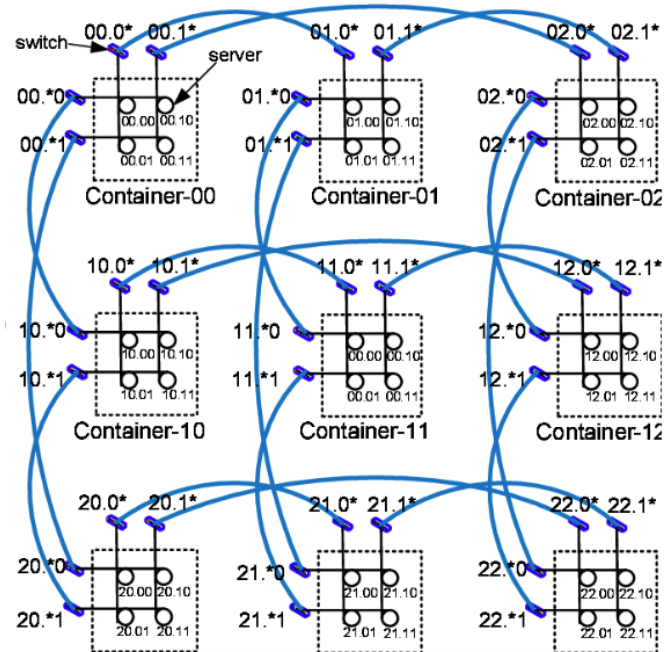 00.0* 00.1* 01.0* 01.1* 02.0* 02.1*
switch
server
00.*0 01.*0 02.*0
00.00 00.10 01.00 01.10 02.00 02.10
00.*1 01.*1 02.*1
00.01 00.11 01.01 01.11 02.01 02.11
Container-00 Container-01 Container-02
10.0* 10.1* 11.0* 11.1* 12.0* 12.1*
10.*0 11.*0 12.*0
10.00 10.10 00.00 00.10 12.00 12.10
10.*1 11.*1 12.*1
10.01 10.11 00.01 00.11 12.01 12.11
Container-10 Container-11 Container-12
20.0* 20.1* 21.0* 21.1* 22.0* 22.1*
20.*0 21.*0 22.*0
20.00 20.10 21.00 21.10 22.00 22.10
20.*1 21.*1 22.*1
20.01 20.11 21.01 21.11 22.01 22.11